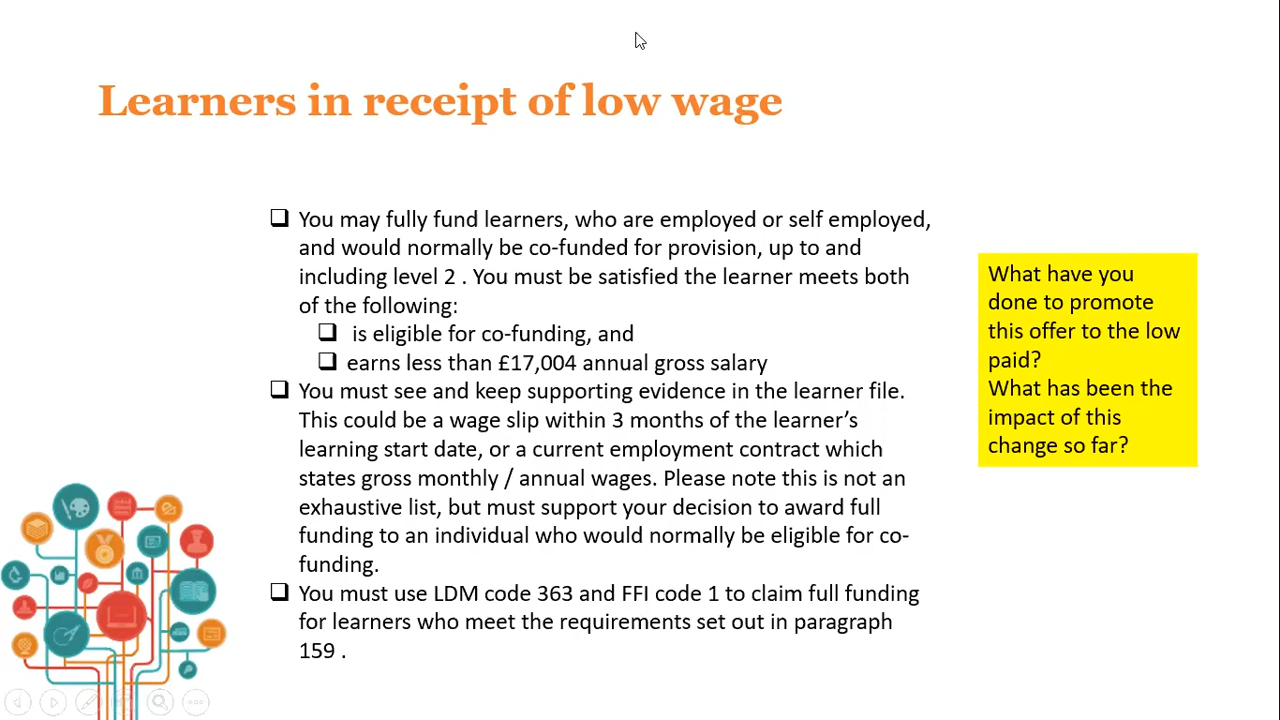 Learners in receipt of low wage
You may fully fund learners, who are employed or self employed,
and would normally be co-funded for provision, up to and
including level 2 . You must be satisfied the learner meets both
of the following:
is eligible for co-funding, and
earns less than £17,004 annual gross salary
You must see and keep supporting evidence in the learner file.
This could be a wage slip within 3 months of the learner’s
learning start date, or a current employment contract which
states gross monthly / annual wages. Please note this is not an
exhaustive list, but must support your decision to award full
funding to an individual who would normally be eligible for co-
funding.
You must use LDM code 363 and FFI code 1 to claim full funding
for learners who meet the requirements set out in paragraph
159 .
What have you
done to promote
this offer to the low
paid?
What has been the
impact of this
change so far?